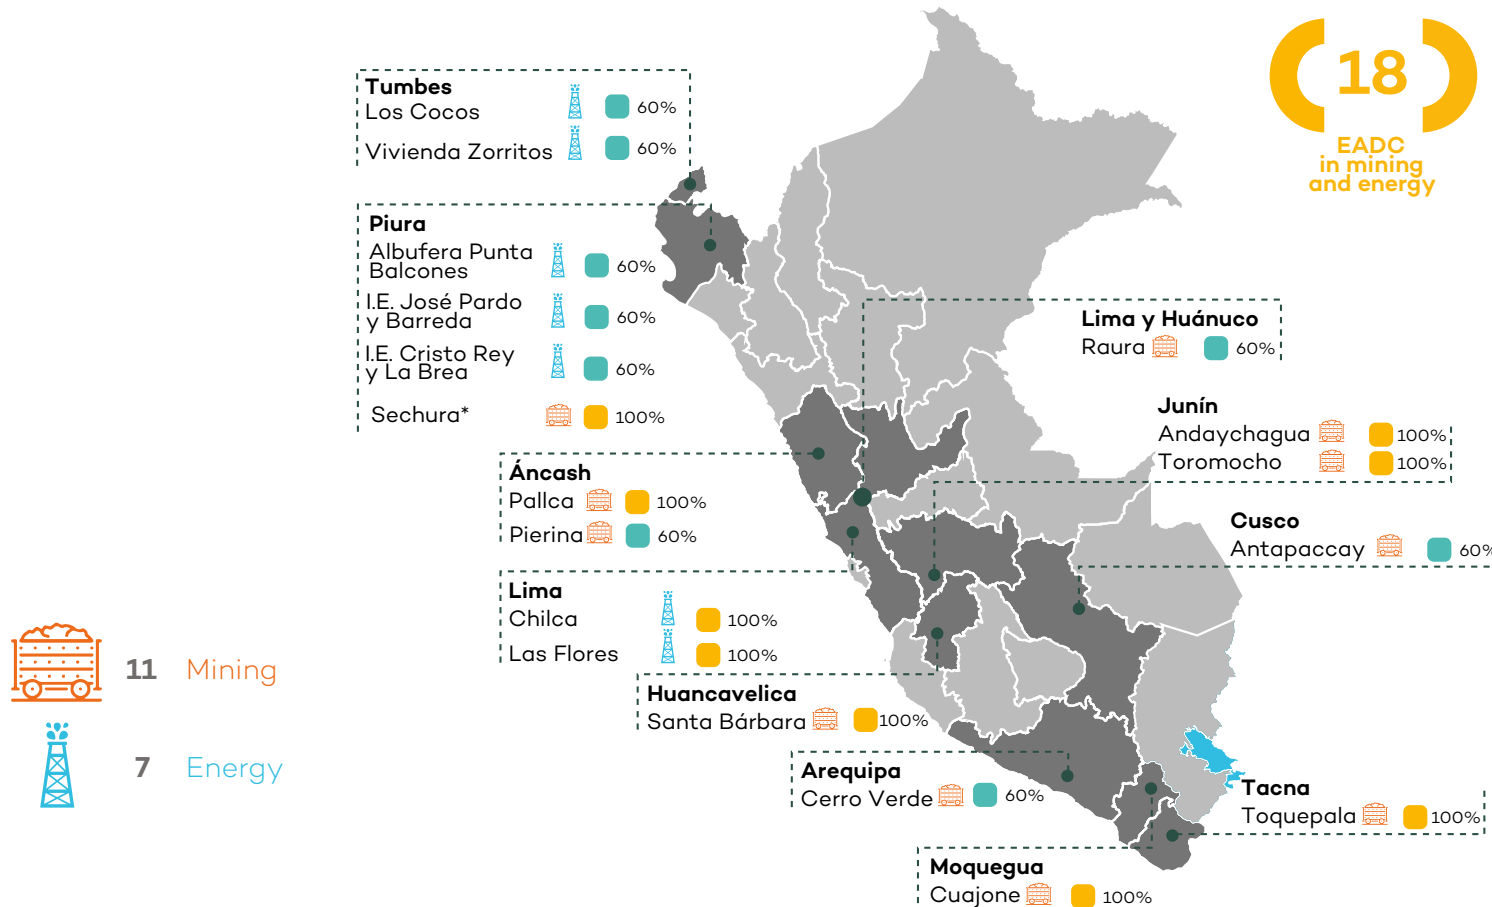 18
EADC
in mining
and energy
Tumbes
Los Cocos 60%
Vivienda Zorritos 60%
Piura
Albufera Punta
Balcones 60%
I.E. José Pardo
y Barreda 60%
I.E. Cristo Rey
y La Brea 60%
Sechura* 100%
Lima y Huánuco
Raura 60%
Junín
Andaychagua 100%
Toromocho 100%
Áncash
Pallca 100%
Pierina 60%
Cusco
Antapaccay 60%
Lima
Chilca 100%
Las Flores 100%
11 Mining
7 Energy
Huancavelica
Santa Bárbara 100%
Arequipa
Cerro Verde 60%
Tacna
Toquepala 100%
Moquegua
Cuajone 100%